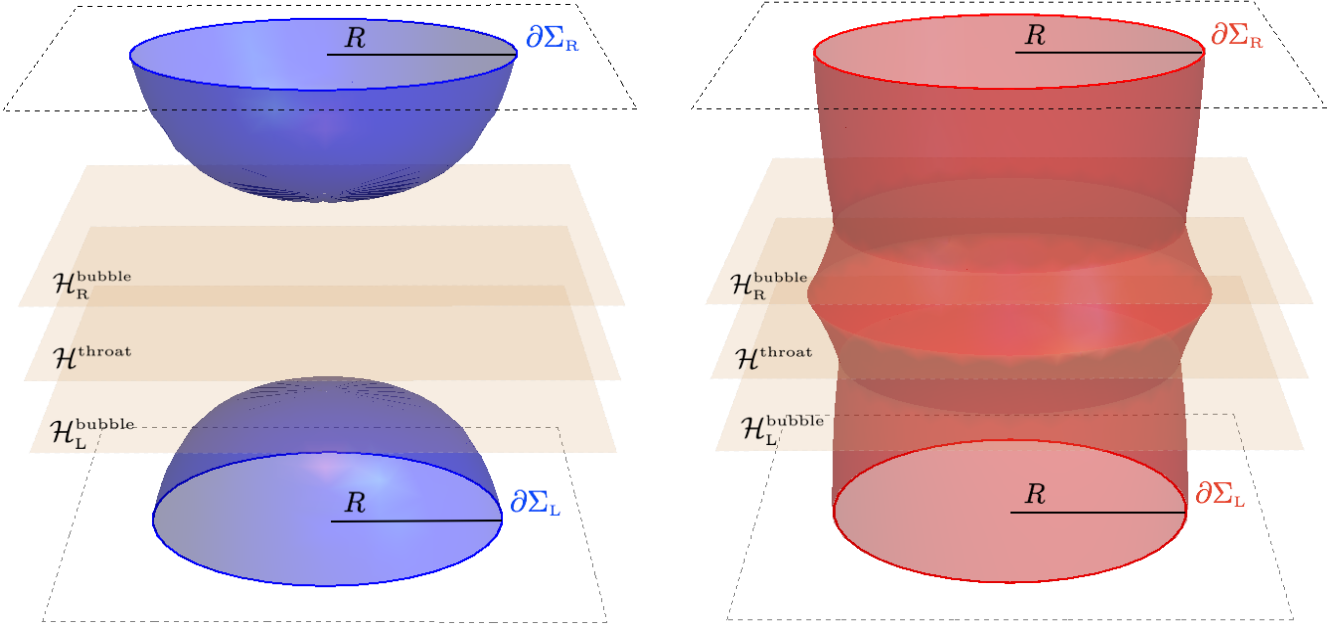 R ∂Σ_R
ℋ_R^bubble
ℋ^throat
ℋ_L^bubble
R ∂Σ_L
R ∂Σ_R
ℋ_R^bubble
ℋ^throat
ℋ_L^bubble
R ∂Σ_L